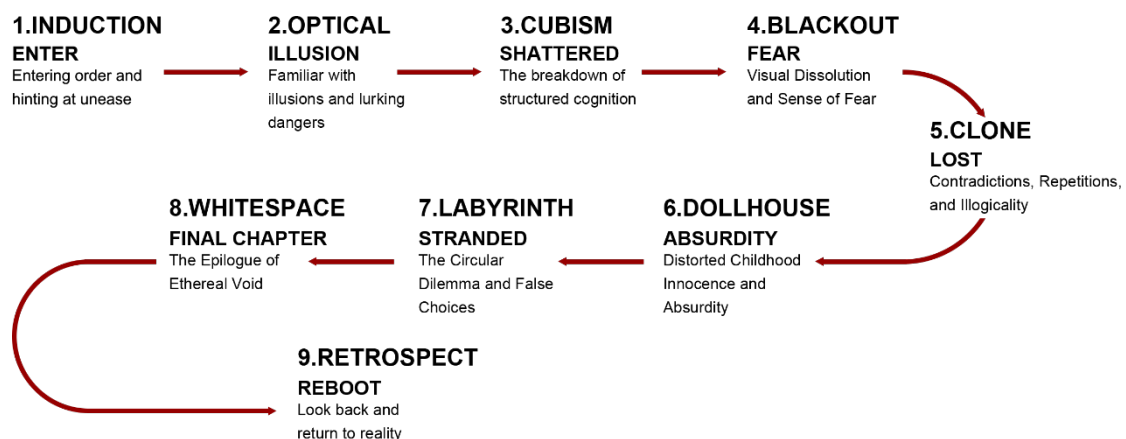 1.INDUCTION
ENTER
Entering order and
hinting at unease
2.OPTICAL
ILLUSION
Familiar with
illusions and lurking
dangers
3.CUBISM
SHATTERED
The breakdown of
structured cognition
4.BLACKOUT
FEAR
Visual Dissolution
and Sense of Fear
5.CLONE
LOST
Contradictions, Repetitions,
and Illogicality
6.DOLLHOUSE
ABSURDITY
Distorted Childhood
Innocence and
Absurdity
7.LABYRINTH
STRANDED
The Circular
Dilemma and False
Choices
8.WHITESPACE
FINAL CHAPTER
The Epilogue of
Ethereal Void
9.RETROSPECT
REBOOT
Look back and
return to reality